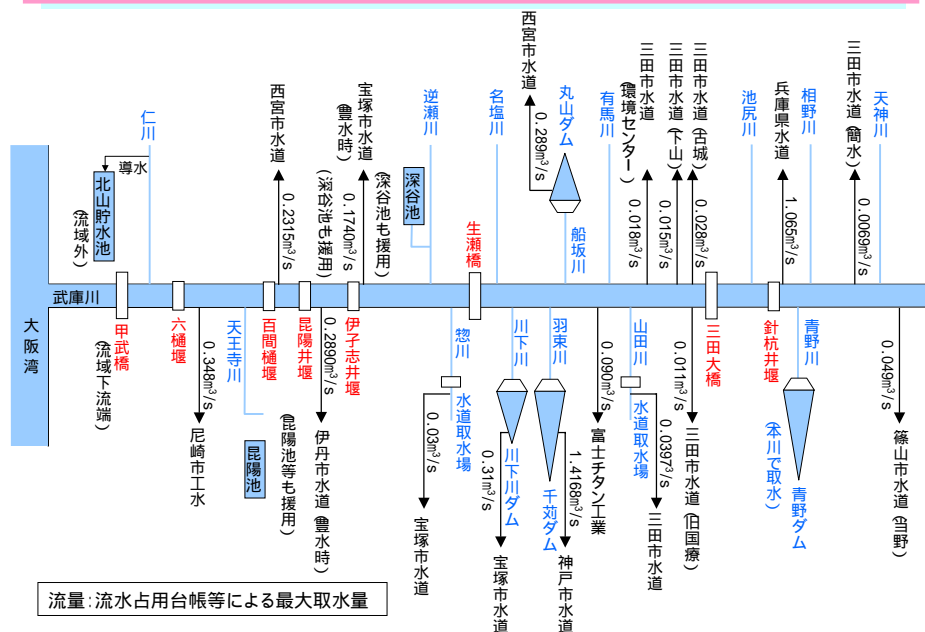 大阪湾
武庫川
仁川
導水
北山貯水池
(流域外)
西宮市水道
0.2315m³/s
宝塚市水道
(豊水時)
0.1740m³/s
(深谷池も援用)
(深谷池も援用)
逆瀬川
深谷池
生瀬橋
名塩川
西宮市水道
0.289m³/s
丸山ダム
船坂川
有馬川
三田市水道
(環境センター)
0.018m³/s
三田市水道(下山)
0.015m³/s
三田市水道(古城)
0.028m³/s
池尻川
兵庫県水道
1.065m³/s
相野川
三田市水道(簡水)
0.0069m³/s
天神川
甲武橋
(流域下流端)
六樋堰
0.348m³/s
尼崎市工水
天王寺川
昆陽池
百間樋堰
昆陽井堰
0.2890m³/s
伊丹市水道(豊水時)
(昆陽池等も援用)
伊孑志井堰
惣川
水道取水場
0.03m³/s
宝塚市水道
川下川
川下川ダム
0.31m³/s
宝塚市水道
羽束川
千苅ダム
1.4168m³/s
神戸市水道
0.090m³/s
富士チタン工業
山田川
水道取水場
0.0397³/s
三田市水道
0.011m³/s
三田市水道(旧国療)
三田大橋
針杭井堰
青野川
青野ダム
(本川で取水)
0.049m³/s
篠山市水道(当野)
流量:流水占用台帳等による最大取水量